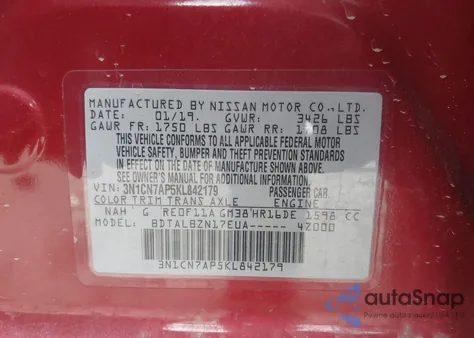 MANUFACTURED BY NISSAN MOTOR CO.,LTD.
DATE: 01/19. GVWR: 3426 LBS
GAWR FR: 1750 LBS GAWR RR: LBS
THIS VEHICLE CONFORMS TO ALL APPLICABLE FEDERAL MOTOR
VEHICLE SAFETY, BUMPER AND THEFT PREVENTION STANDARDS
IN EFFECT ON THE DATE OF MANUFACTURE SHOWN ABOVE.
SEE OWNER'S MANUAL FOR ADDITIONAL INFORMATION.
VIN: 3N1CN7AP5KL842179 PASSENGER CAR
COLOR TRIM TRANS AXLE ENGINE
NAH G RE0F11A GM38 HR16DE 1598 CC
MODEL: BDTALBZN17EUA----- 4Z000
3N1CN7AP5KL842179
autoSnap